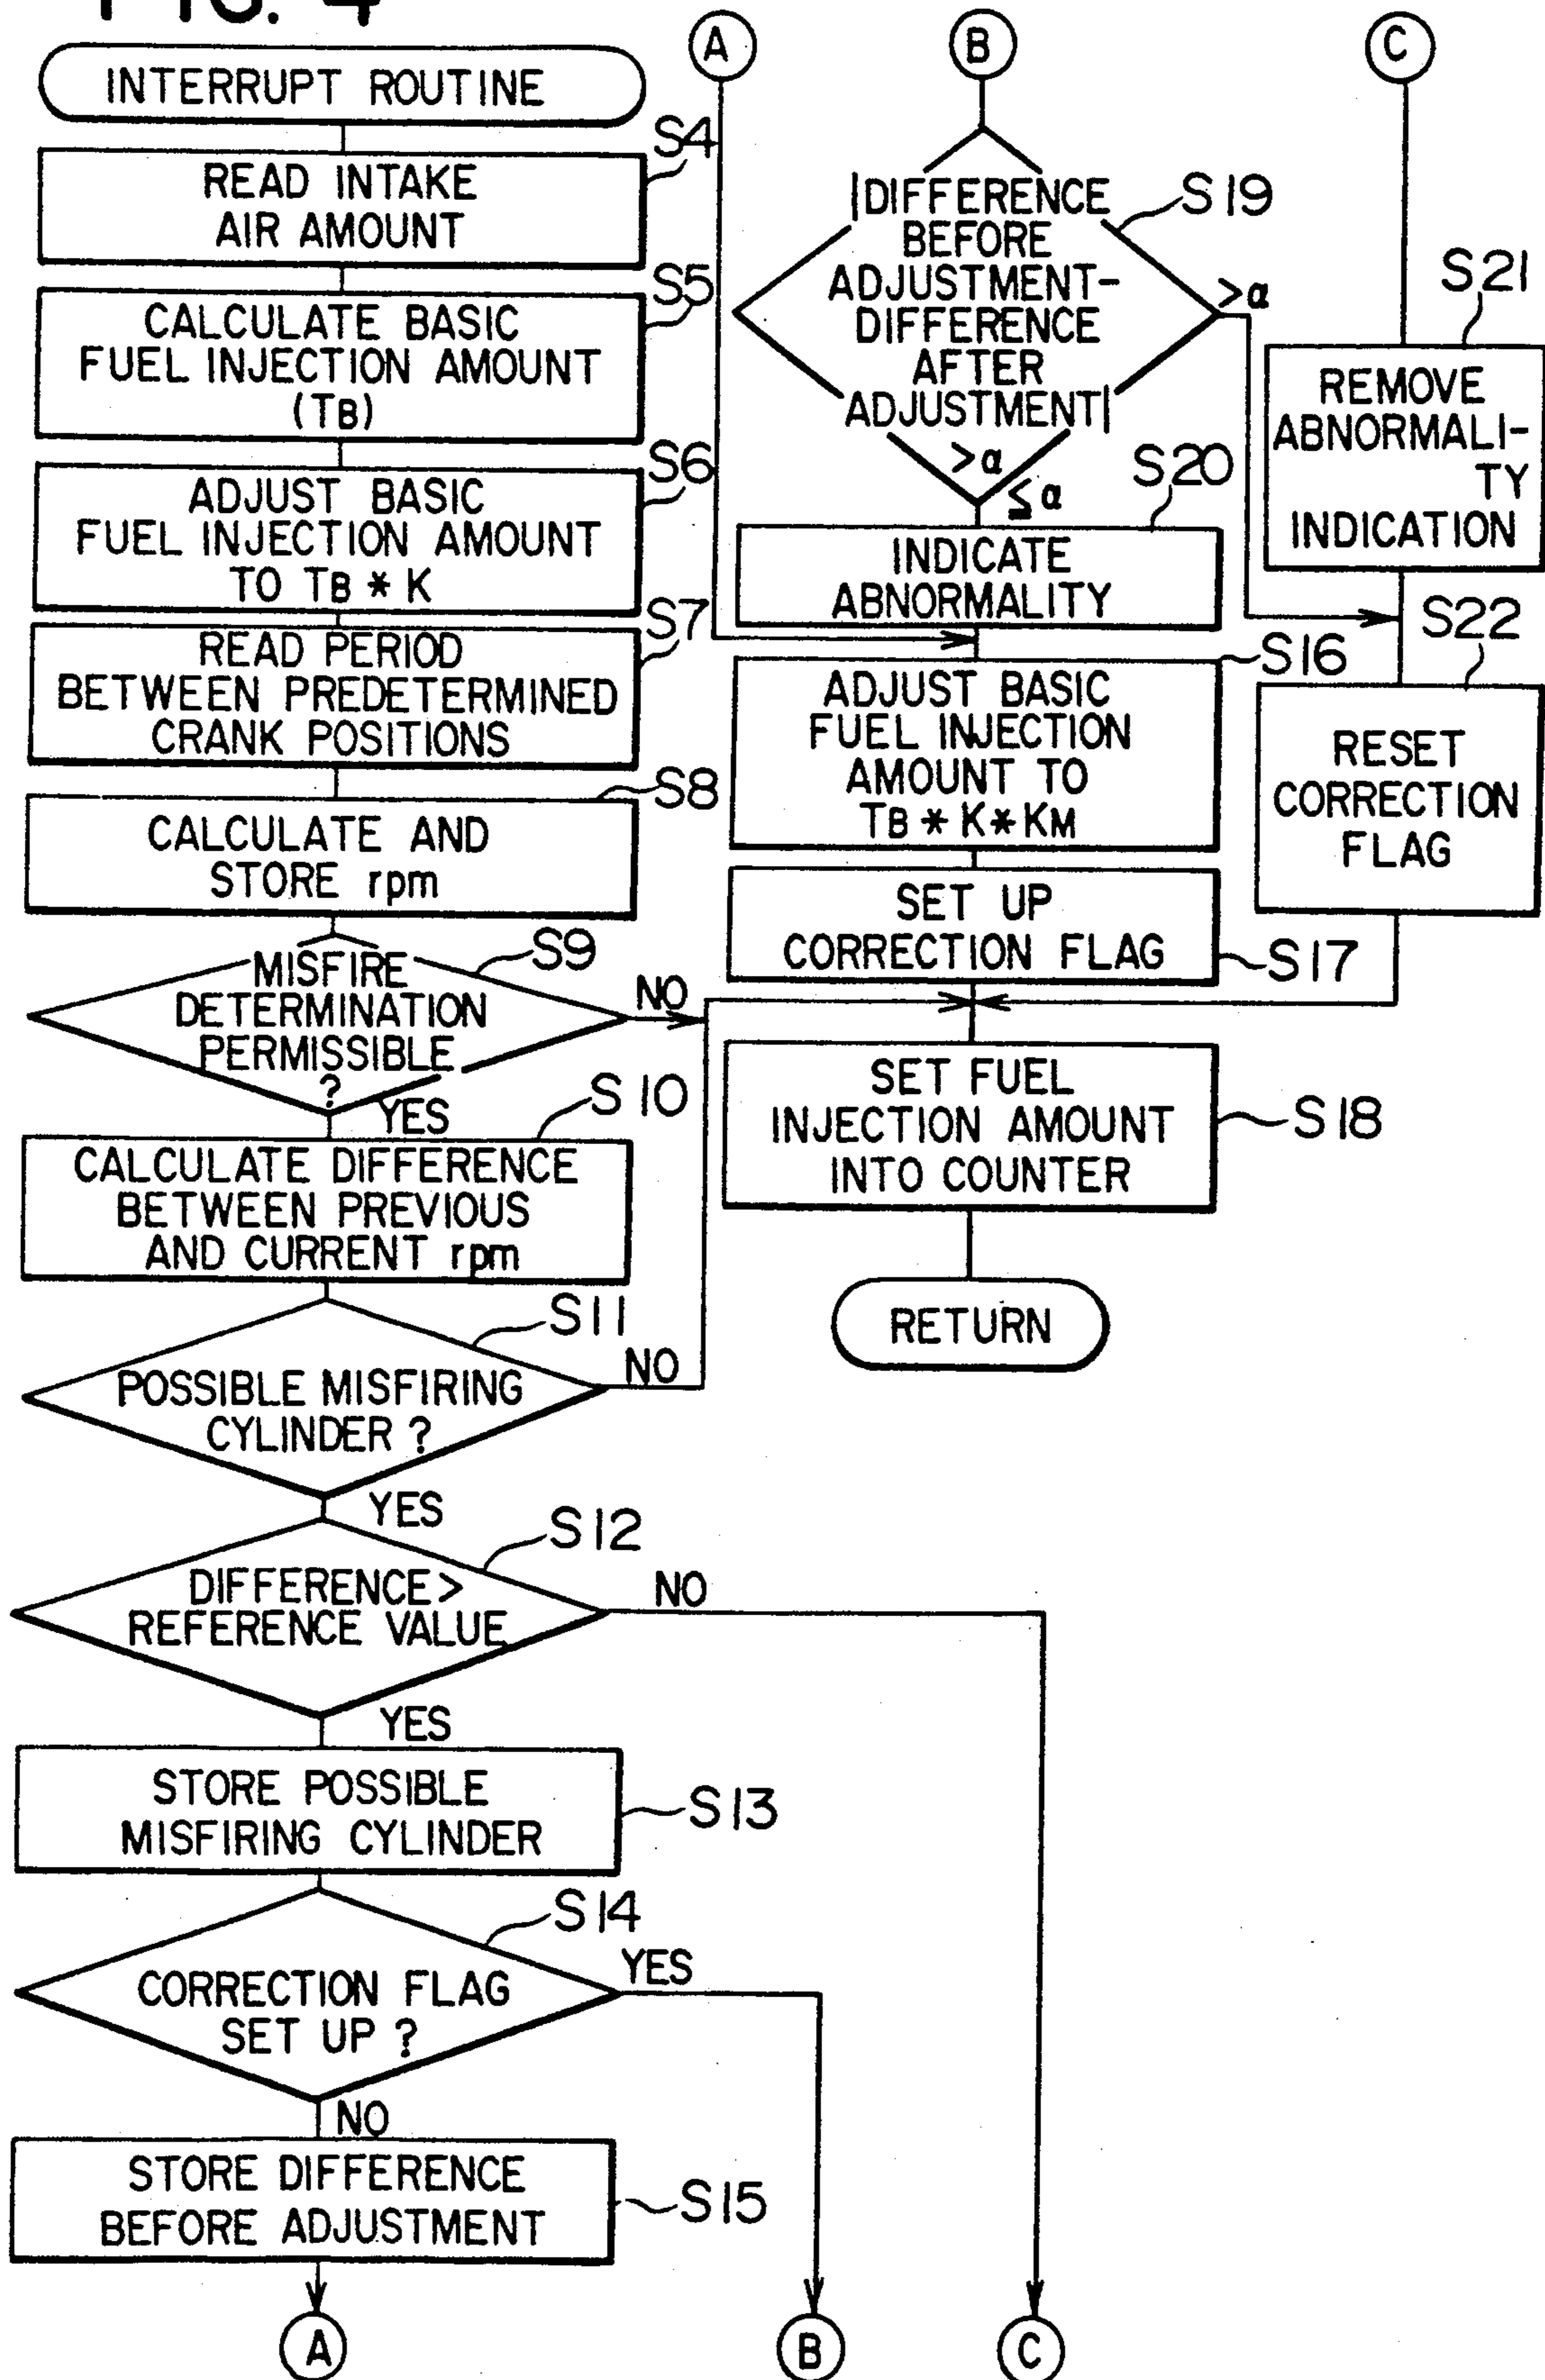 FIG. 4
INTERRUPT ROUTINE
S4
READ INTAKE
AIR AMOUNT
S5
CALCULATE BASIC
FUEL INJECTION AMOUNT
(TB)
S6
ADJUST BASIC
FUEL INJECTION AMOUNT
TO TB * K
S7
READ PERIOD
BETWEEN PREDETERMINED
CRANK POSITIONS
S8
CALCULATE AND
STORE rpm
S9
MISFIRE
DETERMINATION
PERMISSIBLE
?
NO
YES
S10
CALCULATE DIFFERENCE
BETWEEN PREVIOUS
AND CURRENT rpm
S11
POSSIBLE MISFIRING
CYLINDER ?
NO
YES
S12
DIFFERENCE >
REFERENCE VALUE
NO
YES
STORE POSSIBLE
MISFIRING CYLINDER
S13
S14
CORRECTION FLAG
SET UP ?
YES
NO
STORE DIFFERENCE
BEFORE ADJUSTMENT
S15
A
B
C
A
B
C
|DIFFERENCE
BEFORE
ADJUSTMENT-
DIFFERENCE
AFTER
ADJUSTMENT|
S19
>α
>α
≦α
S20
INDICATE
ABNORMALITY
S16
ADJUST BASIC
FUEL INJECTION
AMOUNT TO
TB * K * KM
SET UP
CORRECTION FLAG
S17
SET FUEL
INJECTION AMOUNT
INTO COUNTER
S18
RETURN
S21
REMOVE
ABNORMALI-
TY
INDICATION
S22
RESET
CORRECTION
FLAG